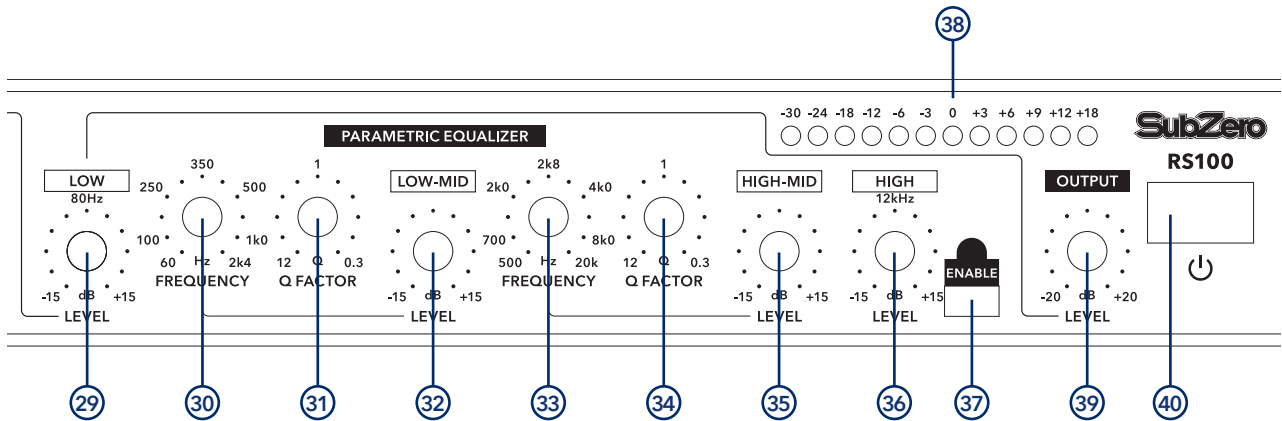 38
-30 -24 -18 -12 -6 -3 0 +3 +6 +9 +12 +18
SubZero
RS100
PARAMETRIC EQUALIZER
LOW
80Hz
-15 dB +15
LEVEL
350
250 500
100 1k0
60 Hz 2k4
FREQUENCY
1
12 Q 0.3
Q FACTOR
LOW-MID
-15 dB +15
LEVEL
2k8
2k0 4k0
700 8k0
500 Hz 20k
FREQUENCY
1
12 Q 0.3
Q FACTOR
HIGH-MID
-15 dB +15
LEVEL
HIGH
12kHz
-15 dB +15
LEVEL
ENABLE
OUTPUT
-20 dB +20
LEVEL
29 30 31 32 33 34 35 36 37 39 40